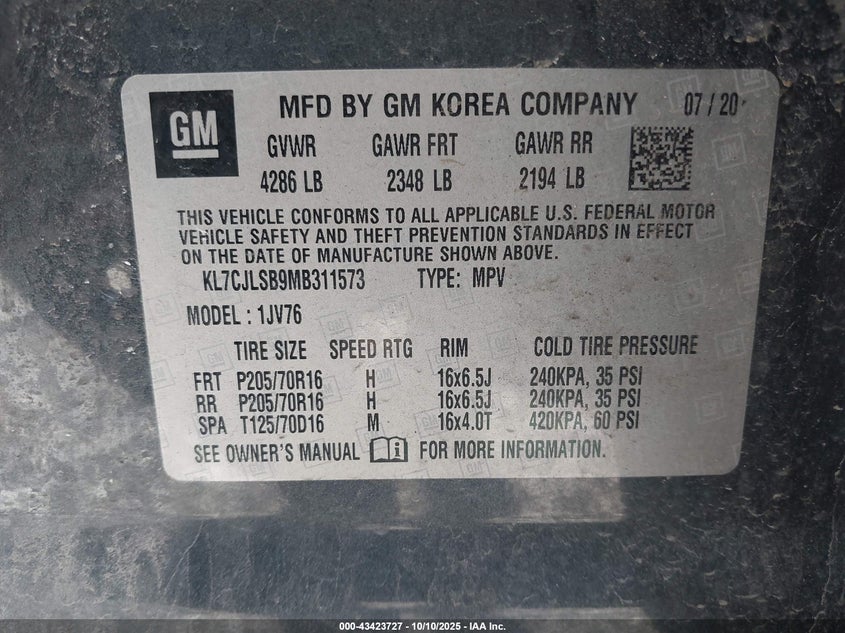 GM
MFD BY GM KOREA COMPANY 07 / 20
GVWR GAWR FRT GAWR RR
4286 LB 2348 LB 2194 LB
THIS VEHICLE CONFORMS TO ALL APPLICABLE U.S. FEDERAL MOTOR
VEHICLE SAFETY AND THEFT PREVENTION STANDARDS IN EFFECT
ON THE DATE OF MANUFACTURE SHOWN ABOVE.
KL7CJLSB9MB311573 TYPE: MPV
MODEL : 1JV76
TIRE SIZE SPEED RTG RIM COLD TIRE PRESSURE
FRT P205/70R16 H 16x6.5J 240KPA, 35 PSI
RR P205/70R16 H 16x6.5J 240KPA, 35 PSI
SPA T125/70D16 M 16x4.0T 420KPA, 60 PSI
SEE OWNER'S MANUAL FOR MORE INFORMATION.
000-43423727 - 10/10/2025 - IAA Inc.